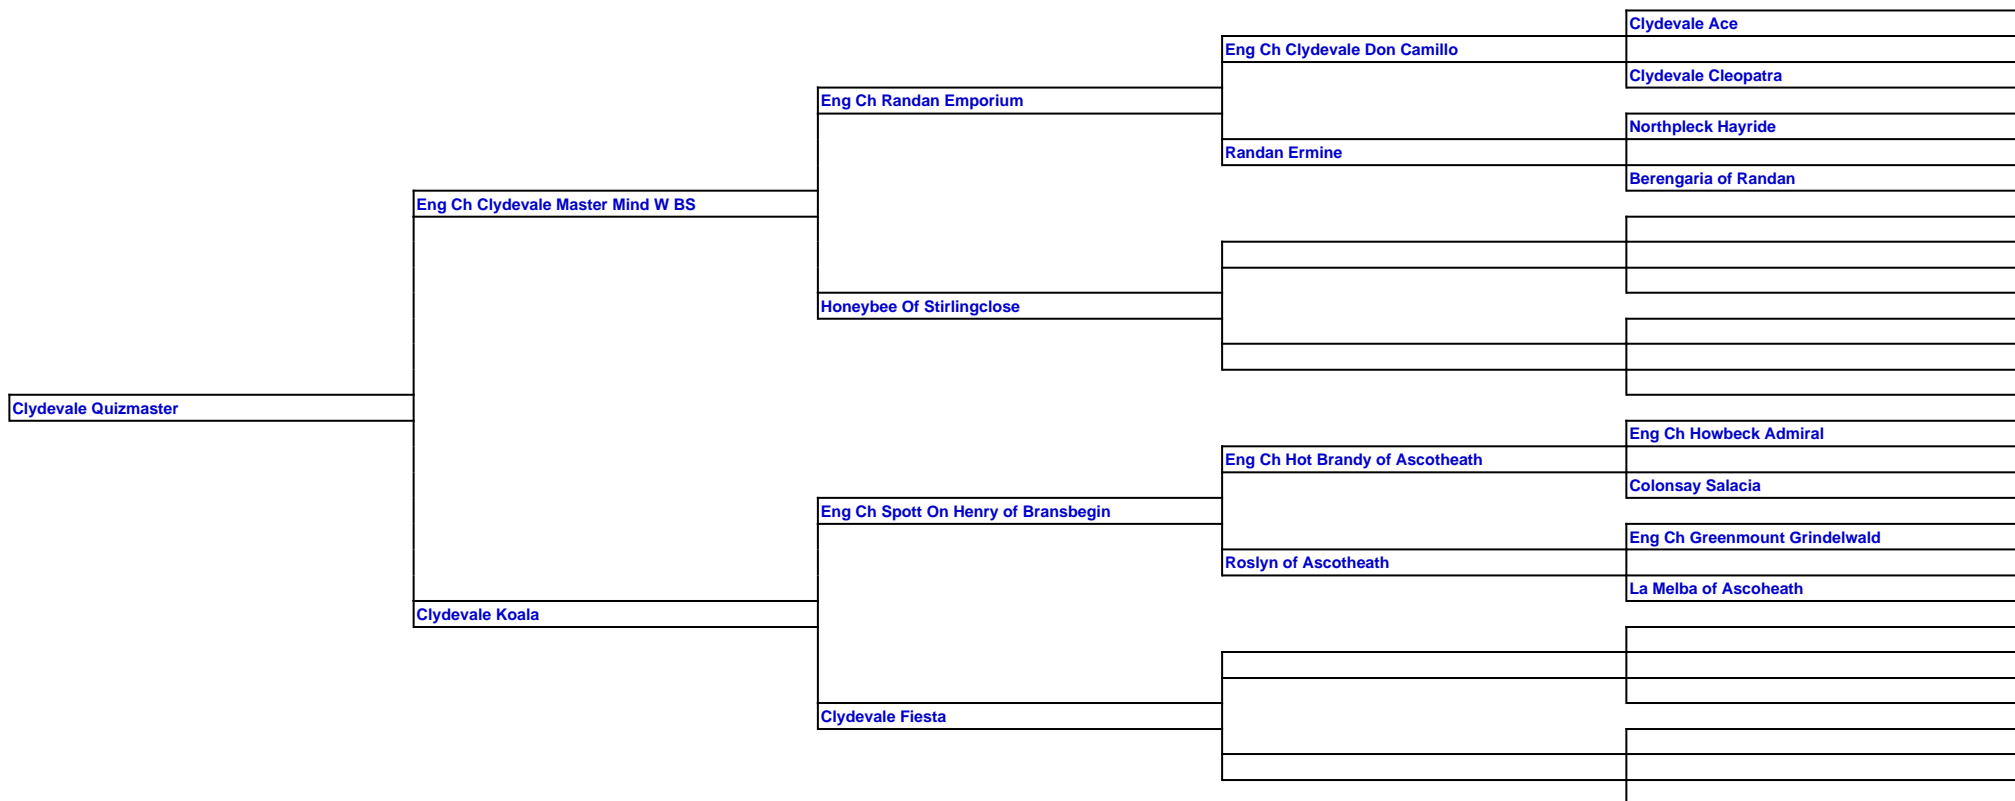 Clydevale Ace
Eng Ch Clydevale Don Camillo
Clydevale Cleopatra
Eng Ch Randan Emporium
Northpleck Hayride
Randan Ermine
Berengaria of Randan
Eng Ch Clydevale Master Mind W BS
Honeybee Of Stirlingclose
Clydevale Quizmaster
Eng Ch Howbeck Admiral
Eng Ch Hot Brandy of Ascotheath
Colonsay Salacia
Eng Ch Spott On Henry of Bransbegin
Eng Ch Greenmount Grindelwald
Roslyn of Ascotheath
La Melba of Ascoheath
Clydevale Koala
Clydevale Fiesta